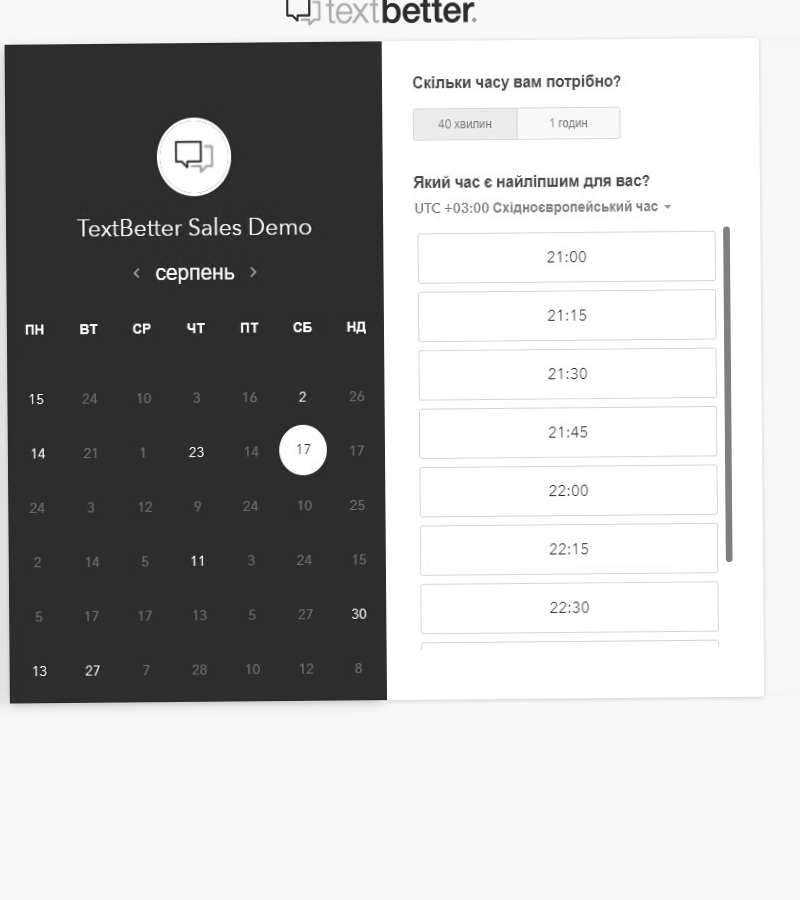 textbetter.
TextBetter Sales Demo
серпень
ПН ВТ СР ЧТ ПТ СБ НД
15 24 10 3 16 2 26
14 21 1 23 14 17 17
24 3 12 9 24 10 25
2 14 5 11 3 24 15
5 17 17 13 5 27 30
13 27 7 28 10 12 8
Скільки часу вам потрібно?
40 хвилин 1 годин
Який час є найліпшим для вас?
UTC +03:00 Східноєвропейський час
21:00
21:15
21:30
21:45
22:00
22:15
22:30